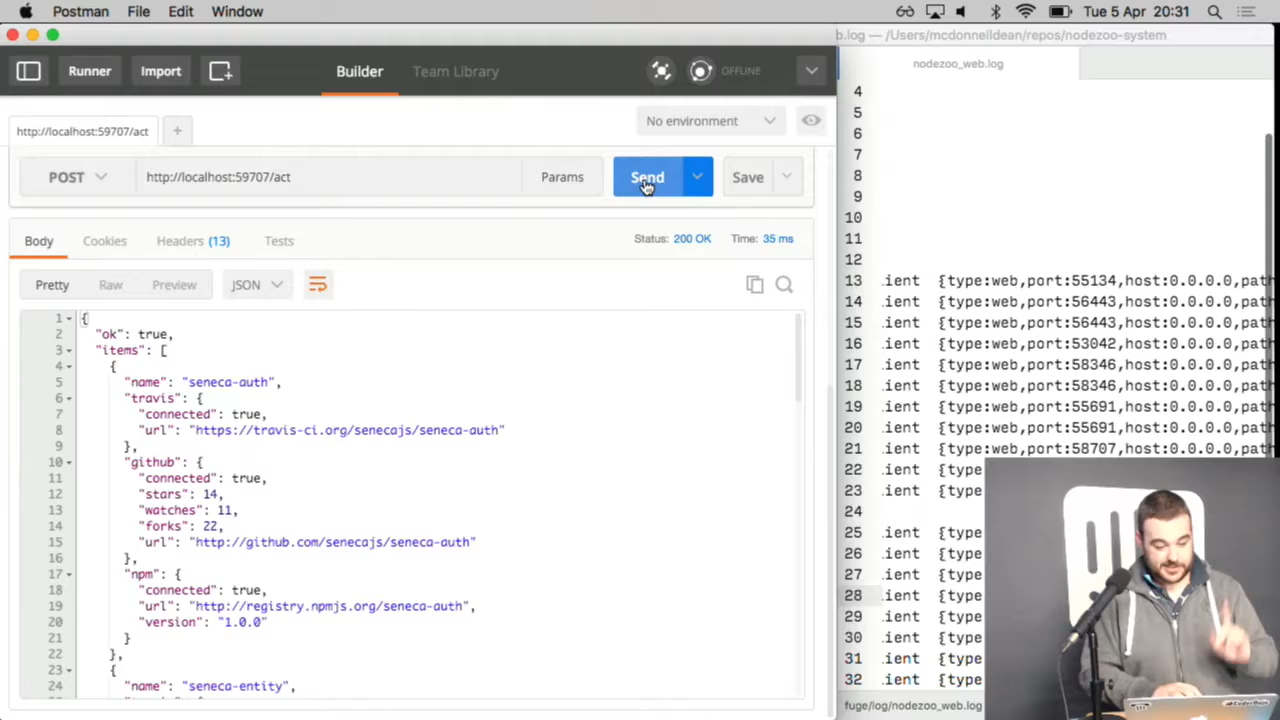 Postman File Edit Window
Tue 5 Apr 20:31
b.log — /Users/mcdonnelldean/repos/nodezoo-system
Runner Import Builder Team Library OFFLINE
nodezoo_web.log
http://localhost:59707/act + No environment
POST http://localhost:59707/act Params Send Save
Body Cookies Headers (13) Tests Status: 200 OK Time: 35 ms
Pretty Raw Preview JSON
1 {
2 "ok": true,
3 "items": [
4 {
5 "name": "seneca-auth",
6 "travis": {
7 "connected": true,
8 "url": "https://travis-ci.org/senecajs/seneca-auth"
9 },
10 "github": {
11 "connected": true,
12 "stars": 14,
13 "watches": 11,
14 "forks": 22,
15 "url": "http://github.com/senecajs/seneca-auth"
16 },
17 "npm": {
18 "connected": true,
19 "url": "http://registry.npmjs.org/seneca-auth",
20 "version": "1.0.0"
21 }
22 },
23 {
24 "name": "seneca-entity",
4
5
6
7
8
9
10
11
12
13 .ient {type:web,port:55134,host:0.0.0.0,path
14 .ient {type:web,port:56443,host:0.0.0.0,path
15 .ient {type:web,port:56443,host:0.0.0.0,path
16 .ient {type:web,port:53042,host:0.0.0.0,path
17 .ient {type:web,port:58346,host:0.0.0.0,path
18 .ient {type:web,port:58346,host:0.0.0.0,path
19 .ient {type:web,port:55691,host:0.0.0.0,path
20 .ient {type:web,port:55691,host:0.0.0.0,path
21 .ient {type:web,port:58707,host:0.0.0.0,path
22 .ient {type
23 .ient {type
24
25 .ient {type
26 .ient {type
27 .ient {type
28 .ient {type
29 .ient {type
30 .ient {type
31 .ient {type
32 .ient {type
fuge/log/nodezoo_web.log